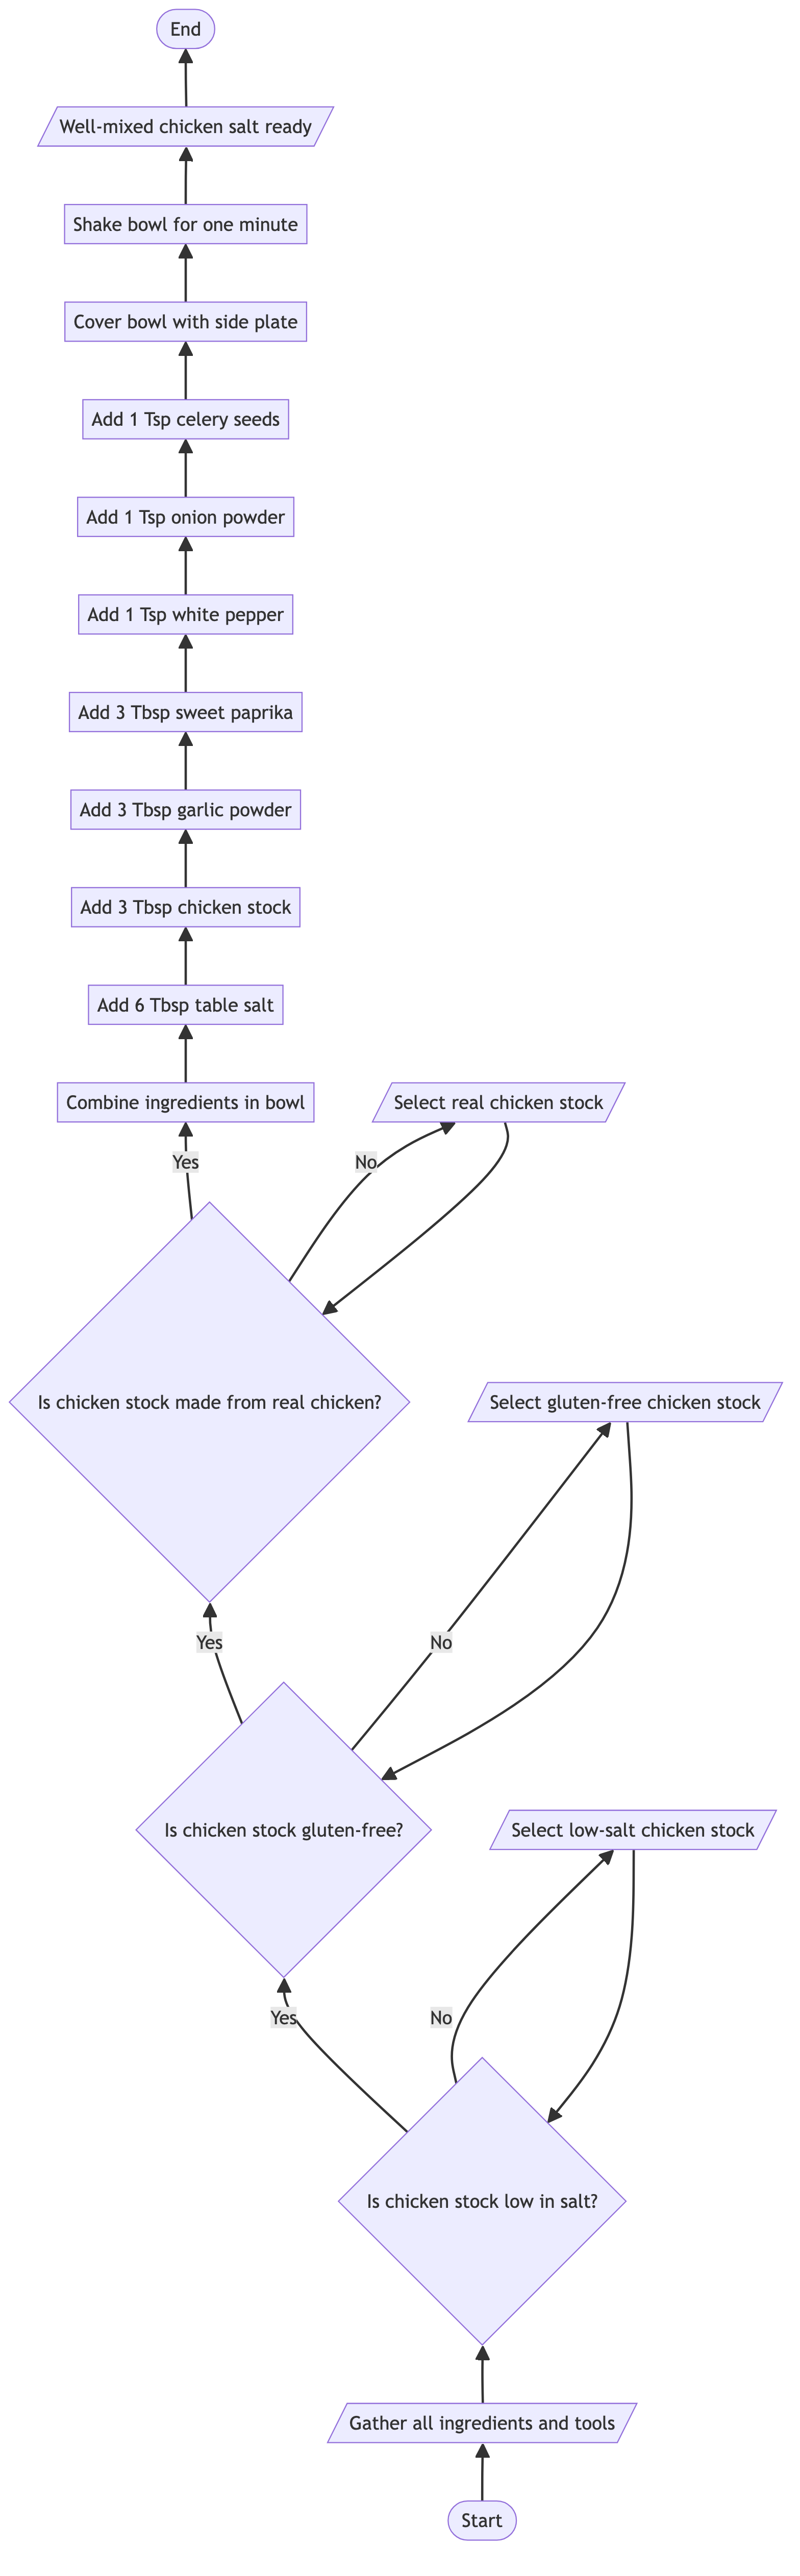 End
Well-mixed chicken salt ready
Shake bowl for one minute
Cover bowl with side plate
Add 1 Tsp celery seeds
Add 1 Tsp onion powder
Add 1 Tsp white pepper
Add 3 Tbsp sweet paprika
Add 3 Tbsp garlic powder
Add 3 Tbsp chicken stock
Add 6 Tbsp table salt
Combine ingredients in bowl
Select real chicken stock
Yes
No
Is chicken stock made from real chicken?
Select gluten-free chicken stock
Yes
No
Is chicken stock gluten-free?
Select low-salt chicken stock
Yes
No
Is chicken stock low in salt?
Gather all ingredients and tools
Start